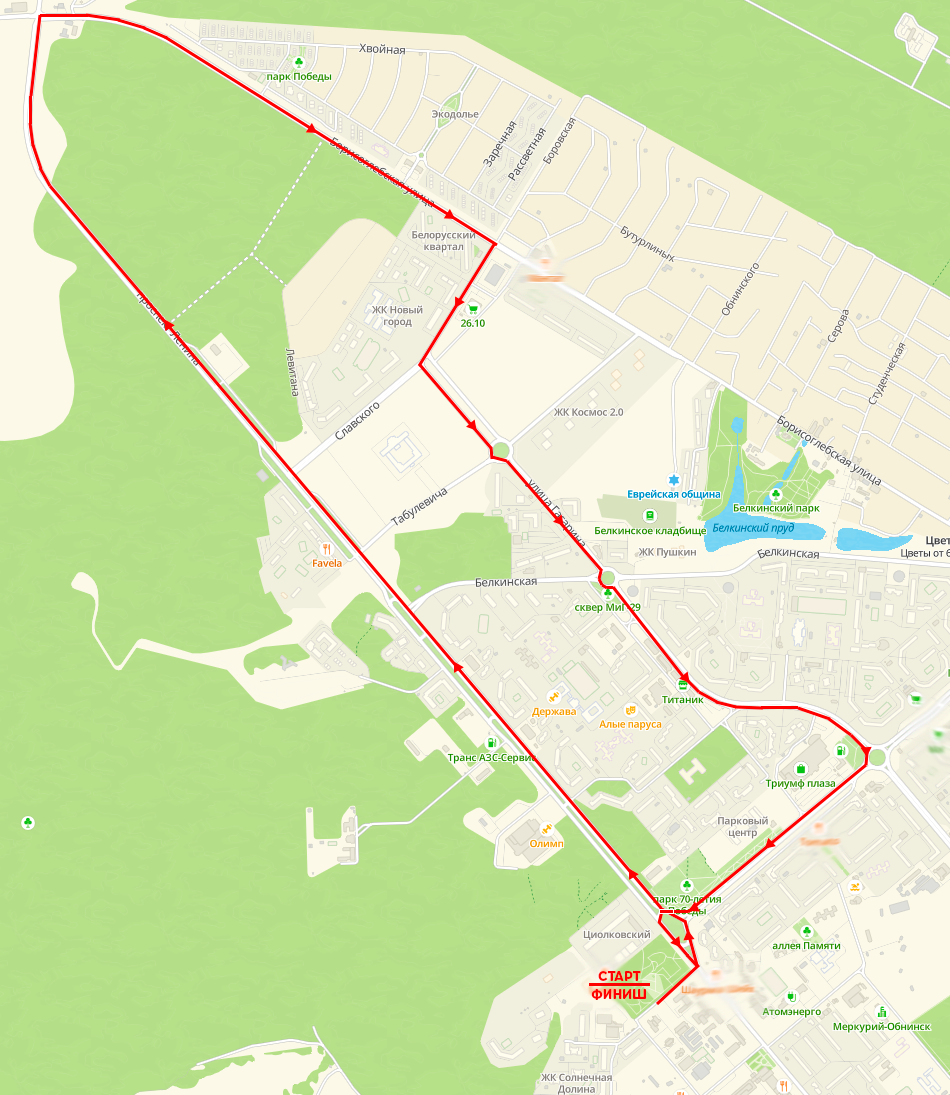 Хвойная
парк Победы
Экодолье
Заречная
Рассветная
Боровская
Борисоглебская улица
Белорусский
квартал
Бутурлиных
Обнинского
Серова
Студенческая
ЖК Новый
город
26.10
проспект Ленина
Левитана
Славского
ЖК Космос 2.0
Борисоглебская улица
Табулевича
улица Гагарина
Еврейская община
Белкинский парк
Белкинское кладбище
Белкинский пруд
Цвет
Цветы от 6
ЖК Пушкин
Белкинская
Favela
Белкинская
сквер МиГ-29
Титаник
Держава
Алые паруса
Транс АЗС-Сервис
Триумф плаза
Парковый
центр
Олимп
парк 70-летия
Победы
Циолковский
аллея Памяти
СТАРТ
ФИНИШ
Атомэнерго
Меркурий-Обнинск
ЖК Солнечная
Долина